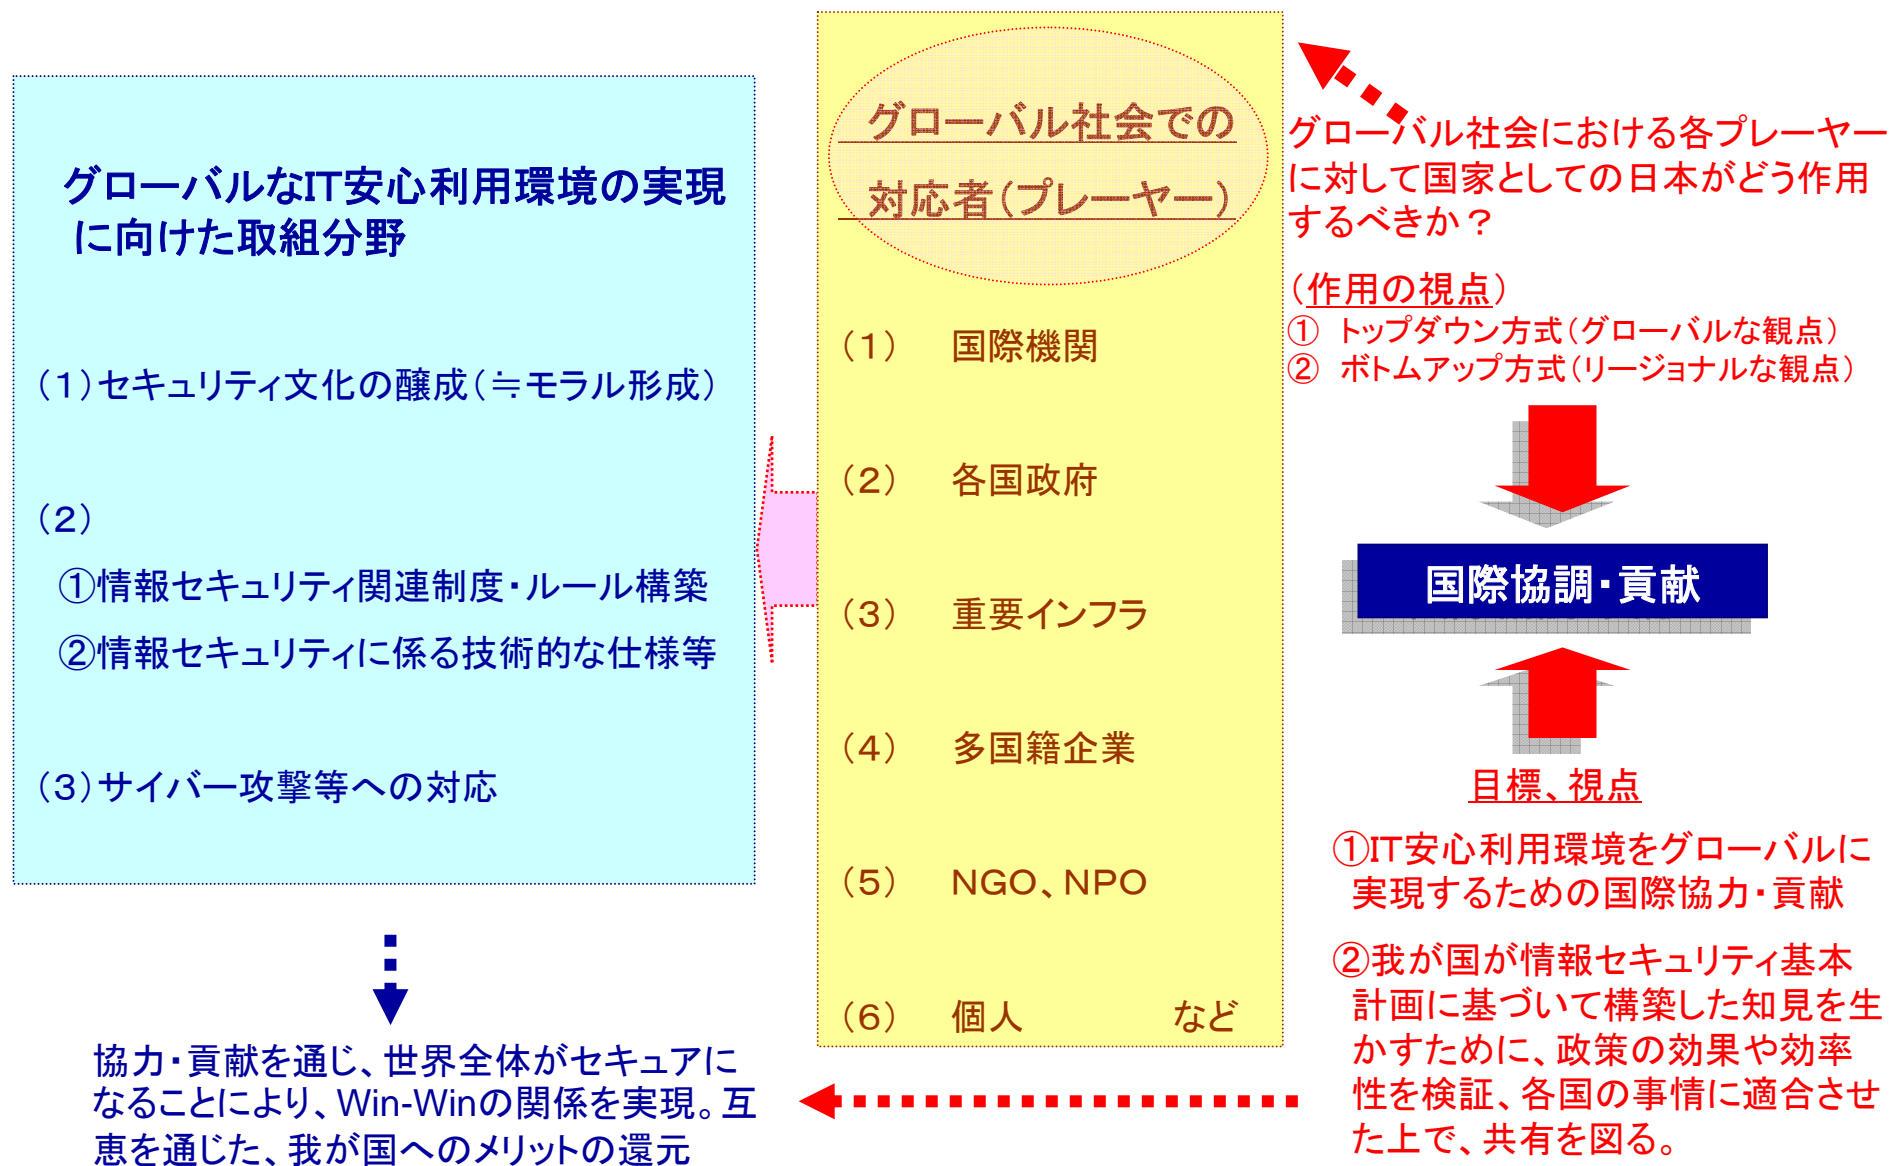 グローバルなIT安心利用環境の実現
に向けた取組分野
（1）セキュリティ文化の醸成（≒モラル形成）
（2）
①情報セキュリティ関連制度・ルール構築
②情報セキュリティに係る技術的な仕様等
（3）サイバー攻撃等への対応
協力・貢献を通じ、世界全体がセキュアに
なることにより、Win-Winの関係を実現。互
恵を通じた、我が国へのメリットの還元
グローバル社会での
対応者（プレーヤー）
（1）　国際機関
（2）　各国政府
（3）　重要インフラ
（4）　多国籍企業
（5）　NGO、NPO
（6）　個人　　　　など
グローバル社会における各プレーヤー
に対して国家としての日本がどう作用
するべきか？
（作用の視点）
①　トップダウン方式（グローバルな観点）
②　ボトムアップ方式（リージョナルな観点）
国際協調・貢献
目標、視点
①IT安心利用環境をグローバルに
実現するための国際協力・貢献
②我が国が情報セキュリティ基本
計画に基づいて構築した知見を生
かすために、政策の効果や効率
性を検証、各国の事情に適合させ
た上で、共有を図る。